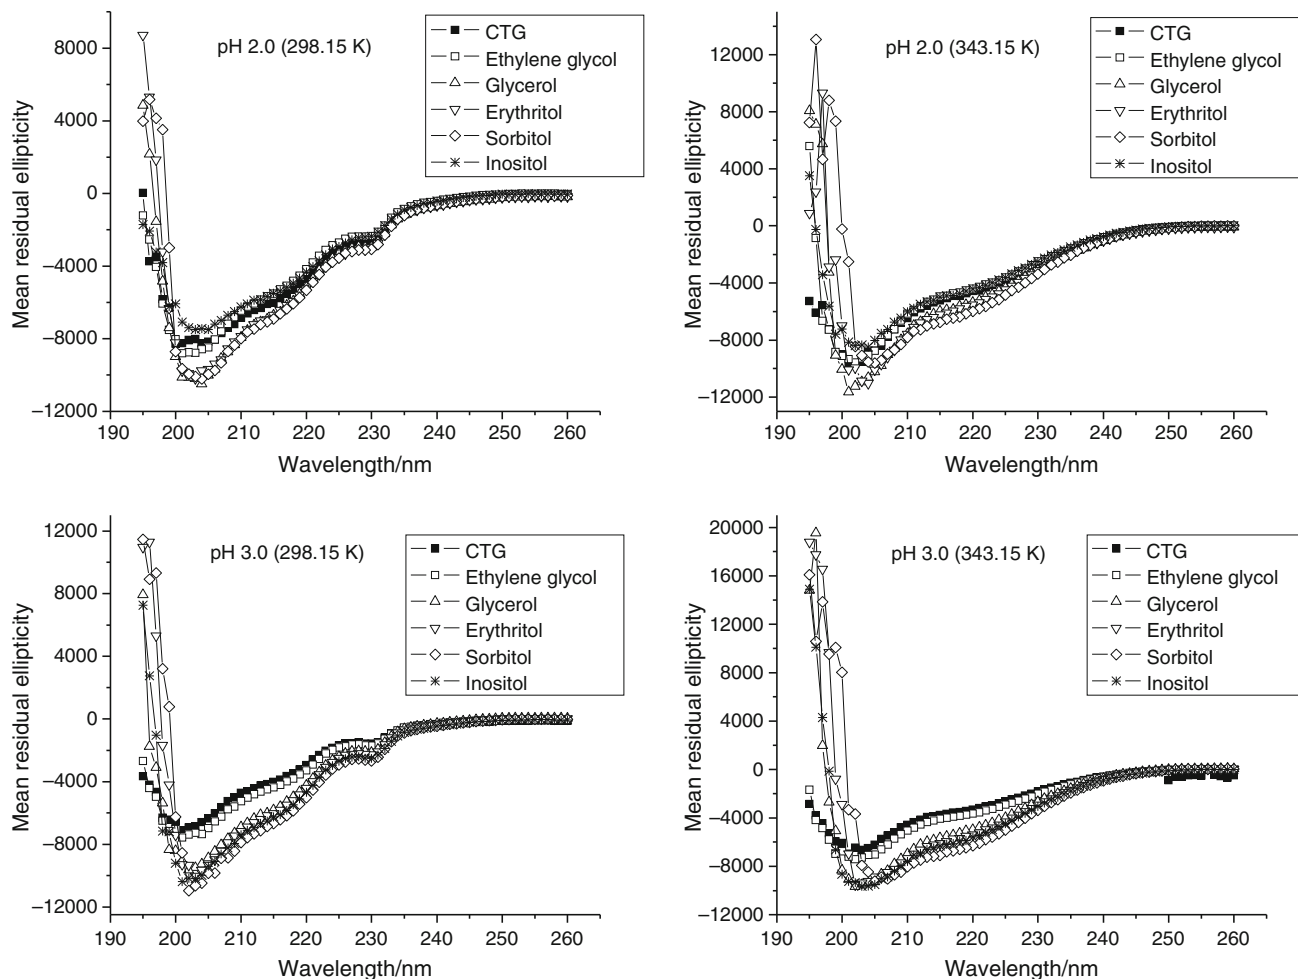 pH 2.0 (298.15 K)
CTG
Ethylene glycol
Glycerol
Erythritol
Sorbitol
Inositol
8000
4000
0
−4000
−8000
−12000
Mean residual ellipticity
190 200 210 220 230 240 250 260
Wavelength/nm
pH 2.0 (343.15 K)
CTG
Ethylene glycol
Glycerol
Erythritol
Sorbitol
Inositol
12000
8000
4000
0
−4000
−8000
−12000
Mean residual ellipticity
190 200 210 220 230 240 250 260
Wavelength/nm
pH 3.0 (298.15 K)
CTG
Ethylene glycol
Glycerol
Erythritol
Sorbitol
Inositol
12000
8000
4000
0
−4000
−8000
−12000
Mean residual ellipticity
190 200 210 220 230 240 250 260
Wavelength/nm
pH 3.0 (343.15 K)
CTG
Ethylene glycol
Glycerol
Erythritol
Sorbitol
Inositol
20000
16000
12000
8000
4000
0
−4000
−8000
−12000
Mean residual ellipticity
190 200 210 220 230 240 250 260
Wavelength/nm